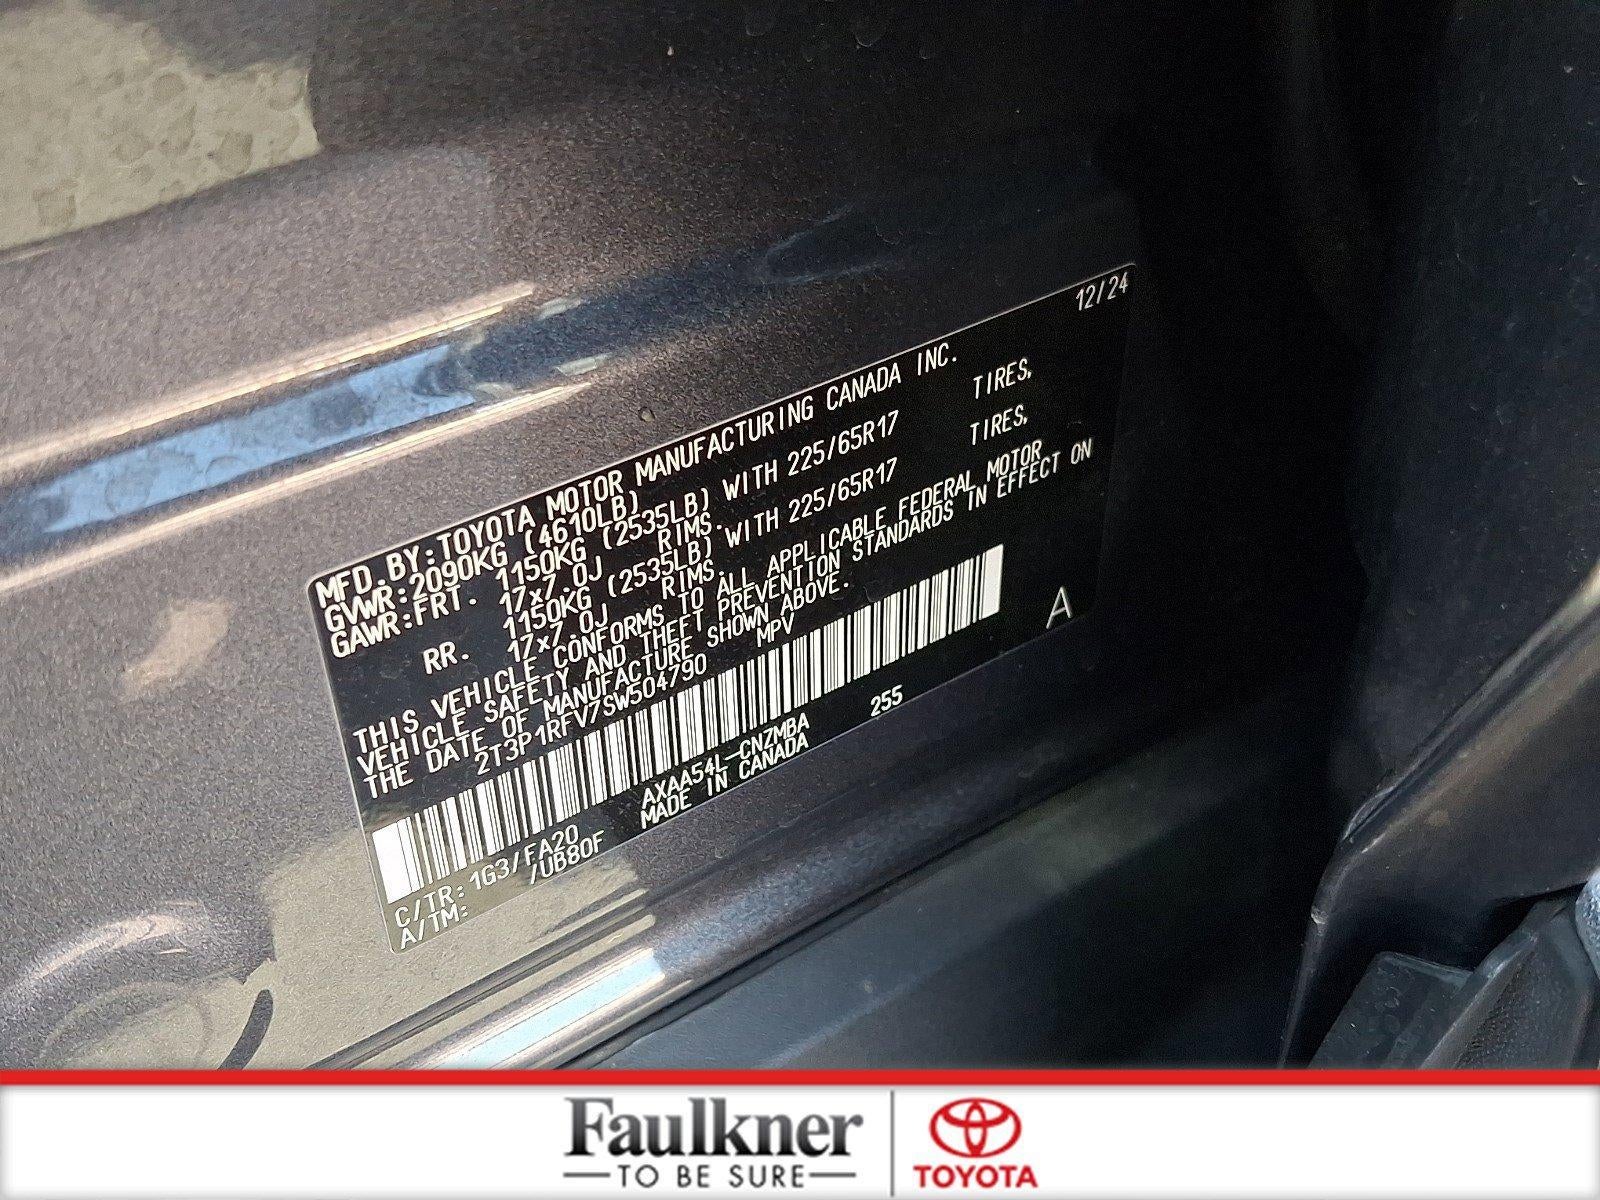 12/24
MFD.BY:TOYOTA MOTOR MANUFACTURING CANADA INC.
GVWR:2090KG (4610LB)
GAWR:FRT. 1150KG (2535LB) WITH 225/65R17 TIRES,
17x7.0J RIMS.
RR. 1150KG (2535LB) WITH 225/65R17 TIRES,
17x7.0J RIMS.
THIS VEHICLE CONFORMS TO ALL APPLICABLE FEDERAL MOTOR
VEHICLE SAFETY AND THEFT PREVENTION STANDARDS IN EFFECT ON
THE DATE OF MANUFACTURE SHOWN ABOVE.
2T3P1RFV7SW504790 MPV
A
C/TR: 1G3/FA20 AXAA54L-CNZMBA 255
A/TM: /UB80F MADE IN CANADA
Faulkner
TO BE SURE
TOYOTA